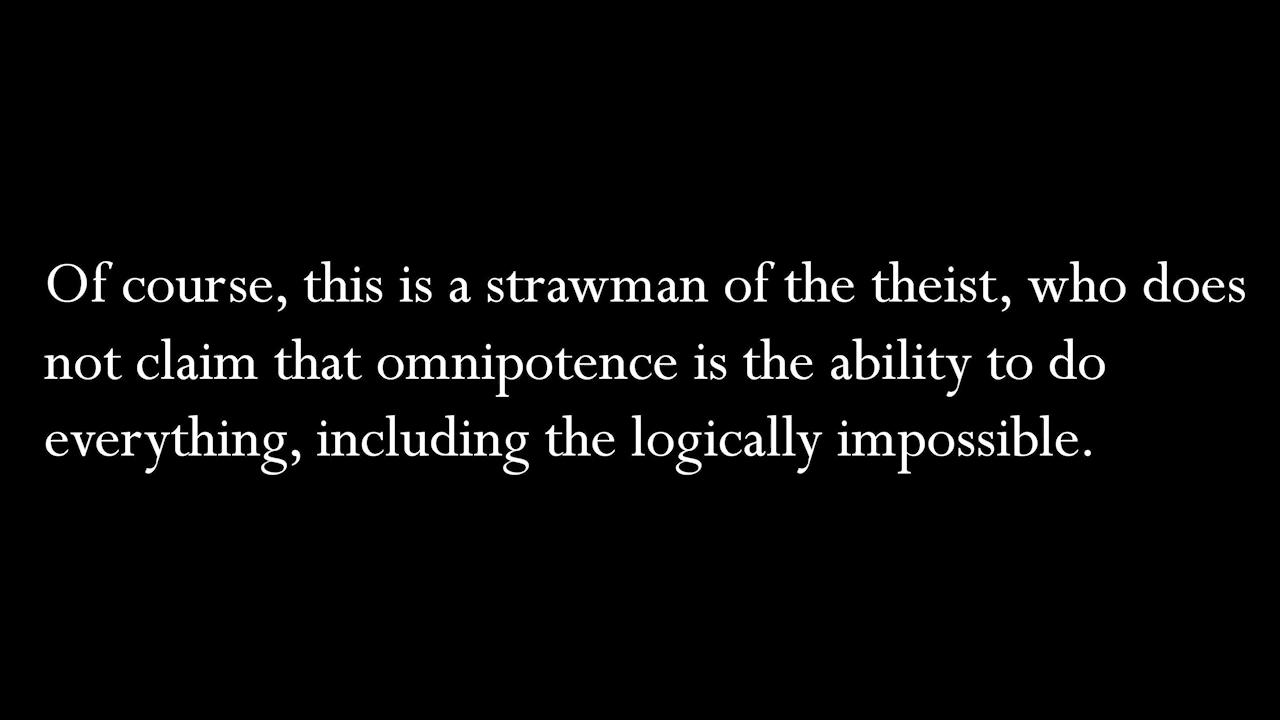 Of course, this is a strawman of the theist, who does
not claim that omnipotence is the ability to do
everything, including the logically impossible.